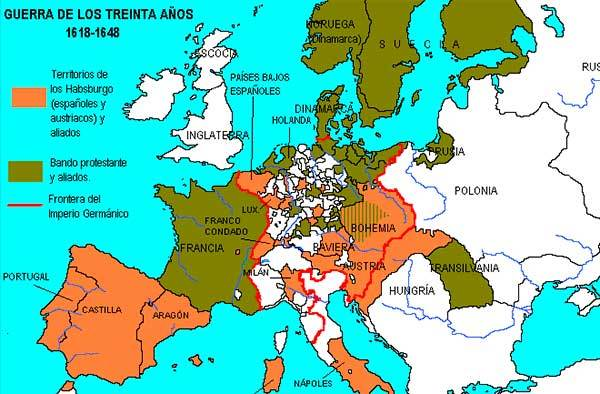 GUERRA DE LOS TREINTA AÑOS
1618-1648
Territorios de
los Habsburgo
(españoles y
austriacos) y
aliados
Bando protestante
y aliados.
Frontera del
Imperio Germánico
NORUEGA
(Dinamarca)
SUECIA
RUS
ESCOCIA
PAÍSES BAJOS
ESPAÑOLES
DINAMARCA
HOLANDA
INGLATERRA
PRUSIA
POLONIA
LUX.
FRANCO
CONDADO
FRANCIA
BOHEMIA
BAVIERA
AUSTRIA
TRANSILVANIA
MILÁN
HUNGRÍA
PORTUGAL
CASTILLA
ARAGÓN
NÁPOLES